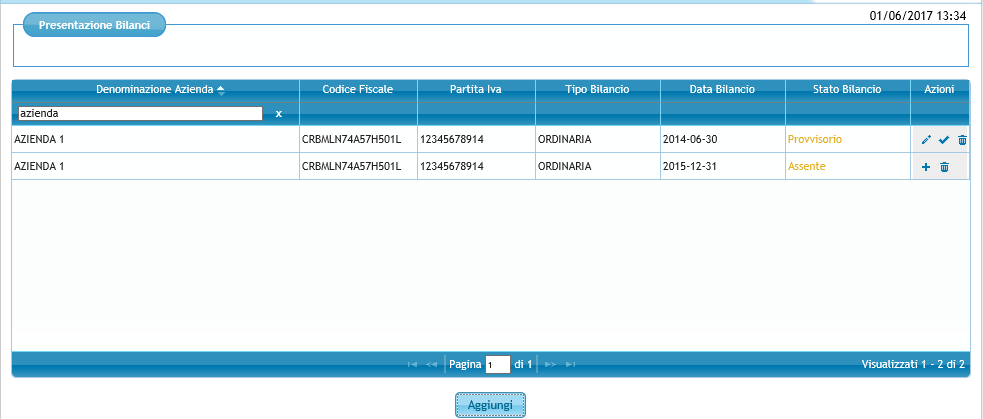 01/06/2017 13:34
Presentazione Bilanci
Denominazione Azienda Codice Fiscale Partita Iva Tipo Bilancio Data Bilancio Stato Bilancio Azioni
azienda x
AZIENDA 1 CRBMLN74A57H501L 12345678914 ORDINARIA 2014-06-30 Provvisorio
AZIENDA 1 CRBMLN74A57H501L 12345678914 ORDINARIA 2015-12-31 Assente
Pagina 1 di 1 Visualizzati 1 - 2 di 2
Aggiungi